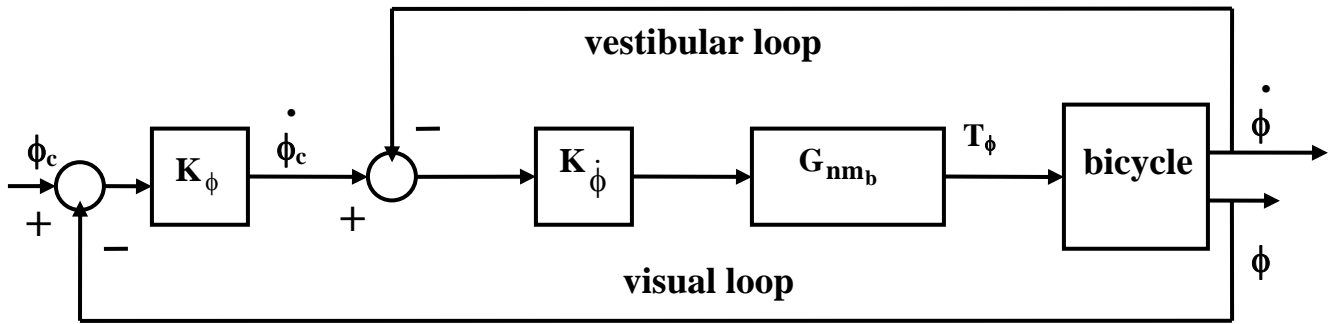 vestibular loop
ϕc
+
−
Kϕ
ϕ̇c
+
−
Kϕ̇
Gnmb
Tϕ
bicycle
ϕ̇
ϕ
visual loop